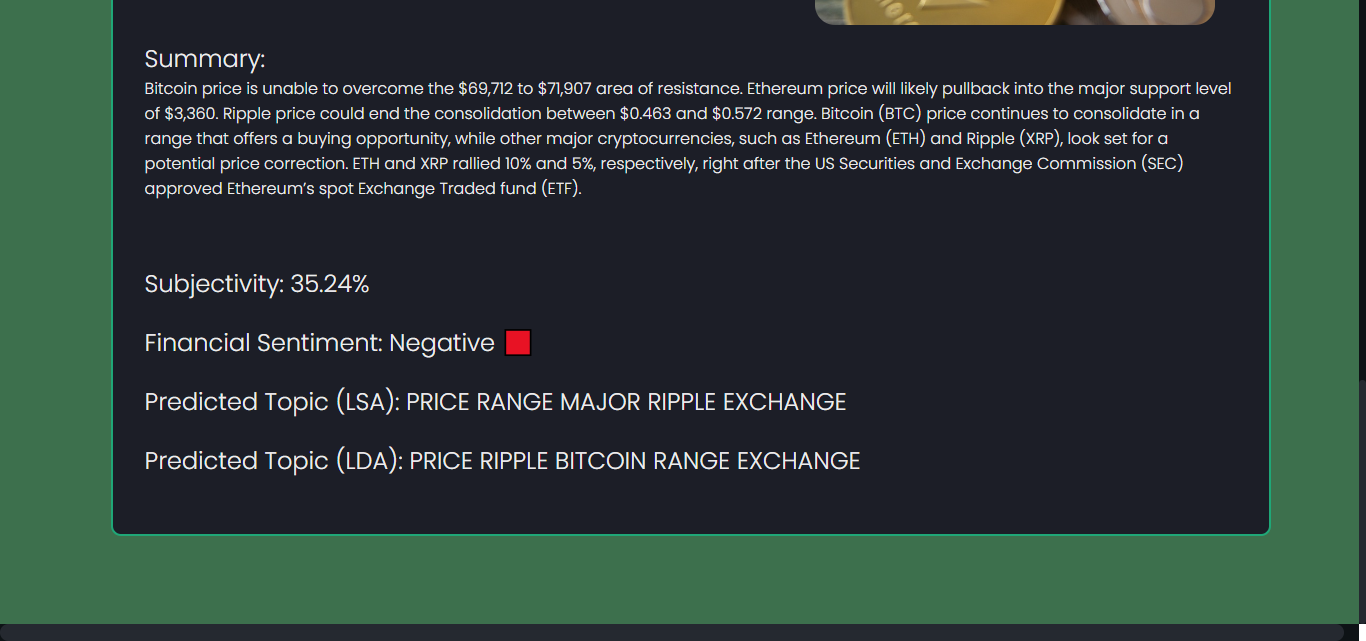 Summary:
Bitcoin price is unable to overcome the $69,712 to $71,907 area of resistance. Ethereum price will likely pullback into the major support level
of $3,360. Ripple price could end the consolidation between $0.463 and $0.572 range. Bitcoin (BTC) price continues to consolidate in a
range that offers a buying opportunity, while other major cryptocurrencies, such as Ethereum (ETH) and Ripple (XRP), look set for a
potential price correction. ETH and XRP rallied 10% and 5%, respectively, right after the US Securities and Exchange Commission (SEC)
approved Ethereum’s spot Exchange Traded fund (ETF).
Subjectivity: 35.24%
Financial Sentiment: Negative
Predicted Topic (LSA): PRICE RANGE MAJOR RIPPLE EXCHANGE
Predicted Topic (LDA): PRICE RIPPLE BITCOIN RANGE EXCHANGE